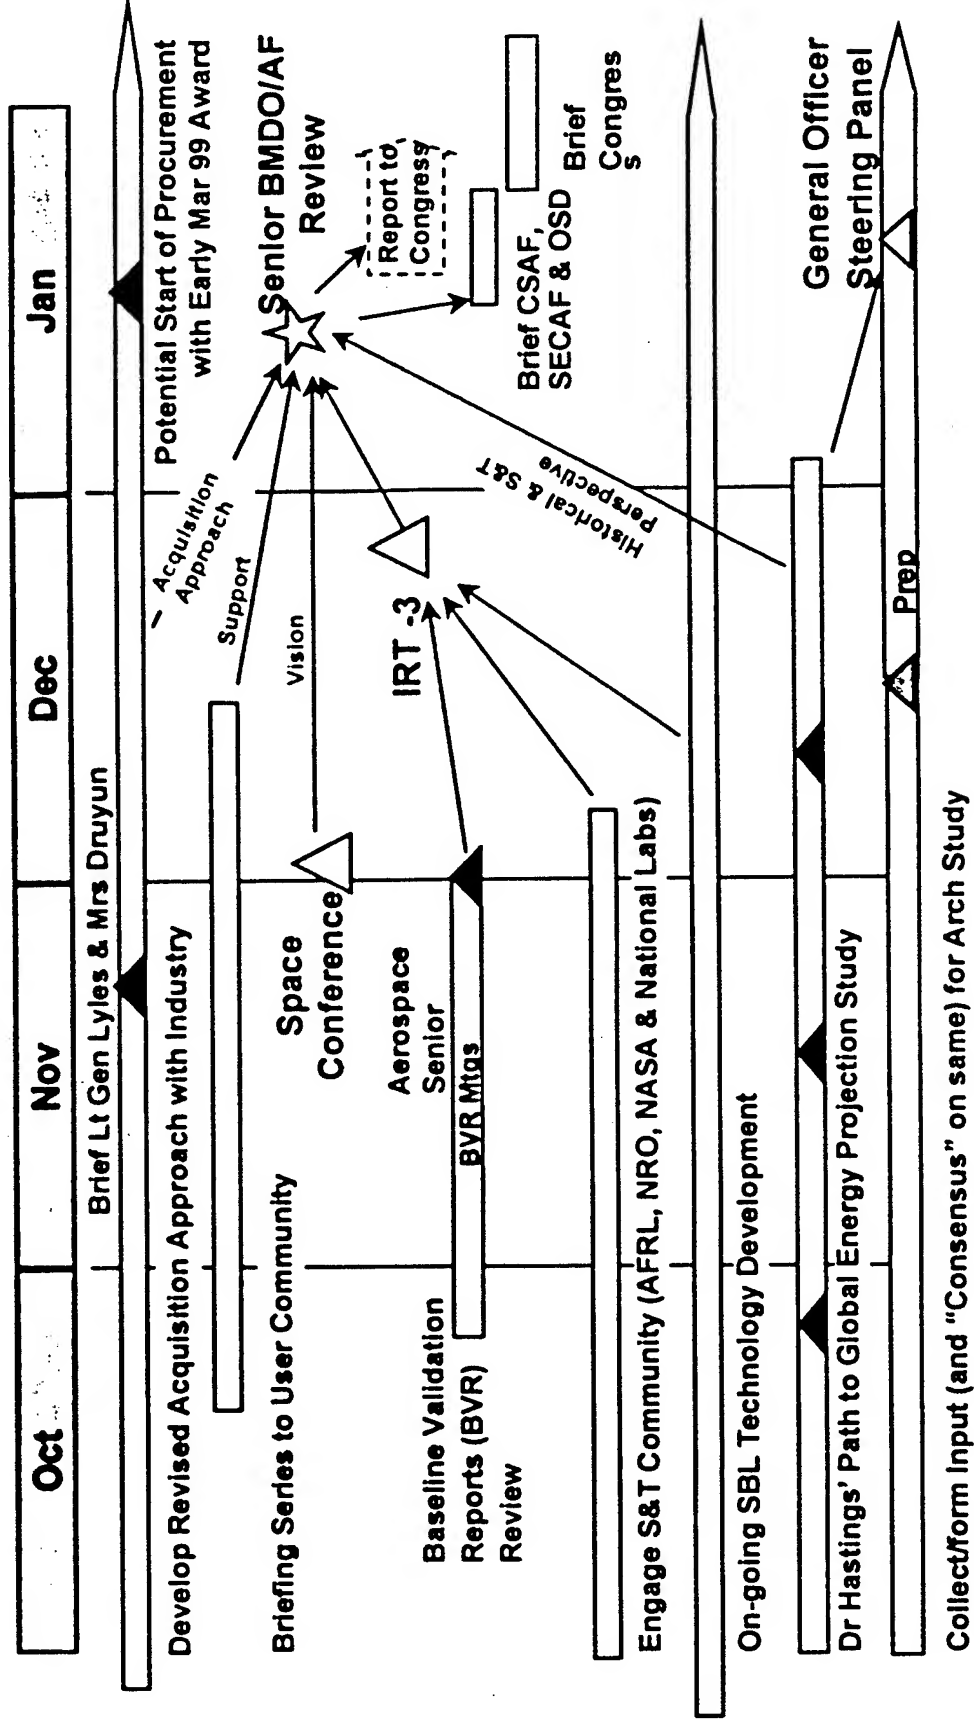 Oct
Nov
Dec
Jan
Brief Lt Gen Lyles & Mrs Druyun
Develop Revised Acquisition Approach with Industry
Potential Start of Procurement
with Early Mar 99 Award
Acquisition
Approach
Support
Vision
Senior BMDO/AF
Review
Briefing Series to User Community
Space
Conference
IRT -3
Report to
Congress
Baseline Validation
Reports (BVR)
Review
Aerospace
Senior
BVR Mtgs
Brief CSAF,
SECAF & OSD
Brief
Congres
s
Historical & S&T
Perspective
Engage S&T Community (AFRL, NRO, NASA & National Labs)
On-going SBL Technology Development
Dr Hastings' Path to Global Energy Projection Study
General Officer
Steering Panel
Prep
Collect/form Input (and "Consensus" on same) for Arch Study